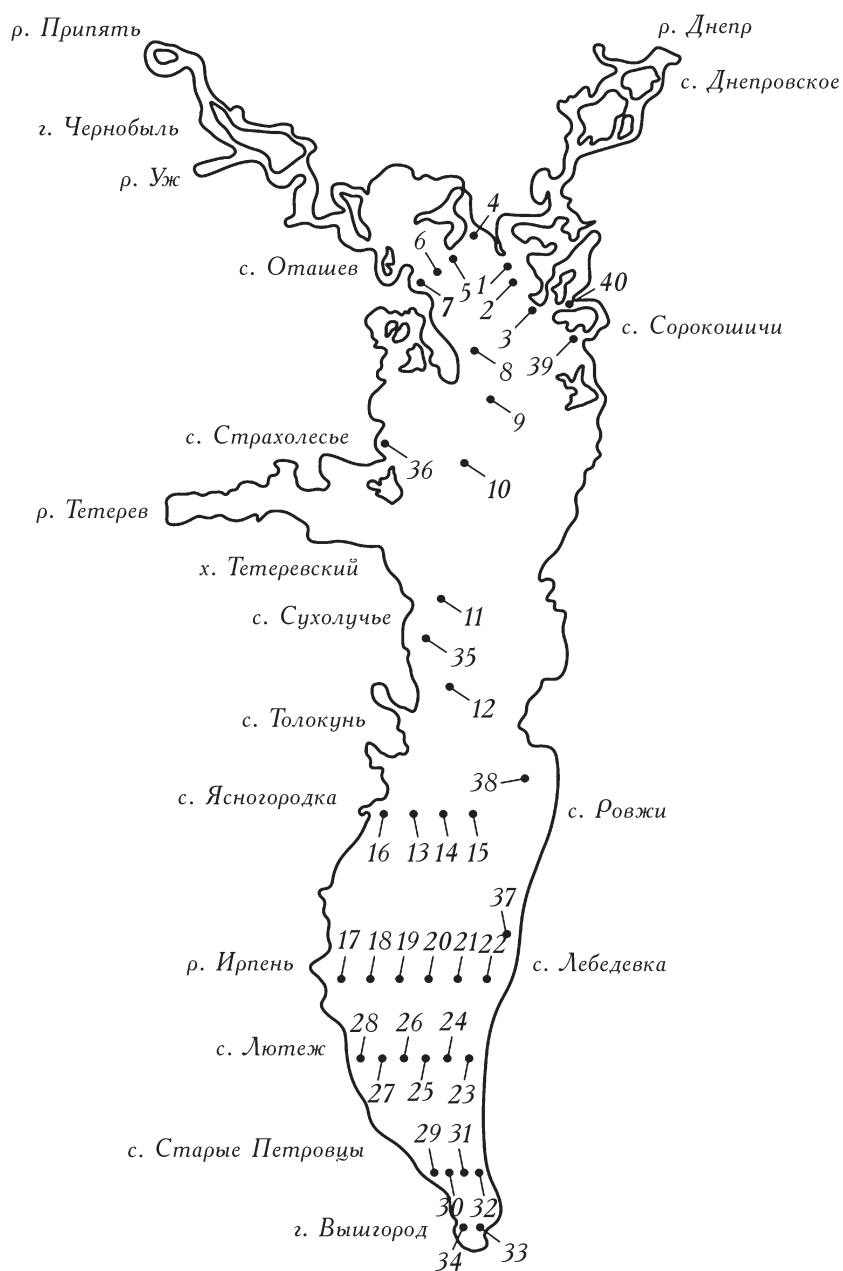 р. Припять
р. Днепр
с. Днепровское
г. Чернобыль
р. Уж
4
6
с. Оташев
5
1
40
7
2
3
с. Сорокошичи
8
39
9
с. Страхолесье
36
10
р. Тетерев
х. Тетеревский
11
с. Сухолучье
35
12
с. Толокунь
38
с. Ясногородка
с. Ровжи
16
13
14
15
37
17
18
19
20
21
22
р. Ирпень
с. Лебедевка
28
26
24
с. Лютеж
27
25
23
29
31
с. Старые Петровцы
30
32
г. Вышгород
34
33